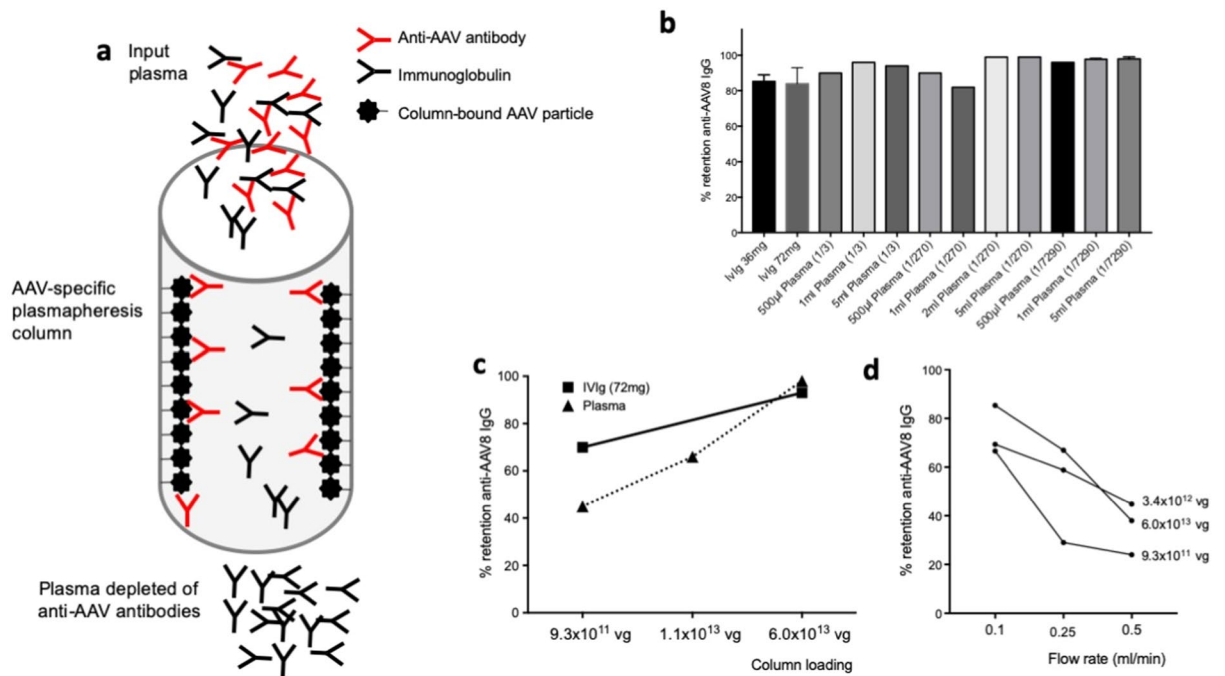 a
Input
plasma
Anti-AAV antibody
Immunoglobulin
Column-bound AAV particle
AAV-specific
plasmapheresis
column
Plasma depleted of
anti-AAV antibodies
b
% retention anti-AAV8 IgG
100
80
60
40
20
0
IvIg 36mg
IvIg 72mg
500µl Plasma (1/3)
1ml Plasma (1/3)
5ml Plasma (1/3)
500µl Plasma (1/270)
1ml Plasma (1/270)
2ml Plasma (1/270)
5ml Plasma (1/270)
500µl Plasma (1/7290)
1ml Plasma (1/7290)
5ml Plasma (1/7290)
c
% retention anti-AAV8 IgG
100
80
60
40
20
0
IVIg (72mg)
Plasma
9.3x10¹¹ vg
1.1x10¹³ vg
6.0x10¹³ vg
Column loading
d
% retention anti-AAV8 IgG
100
80
60
40
20
0
3.4x10¹² vg
6.0x10¹³ vg
9.3x10¹¹ vg
0.1
0.25
0.5
Flow rate (ml/min)